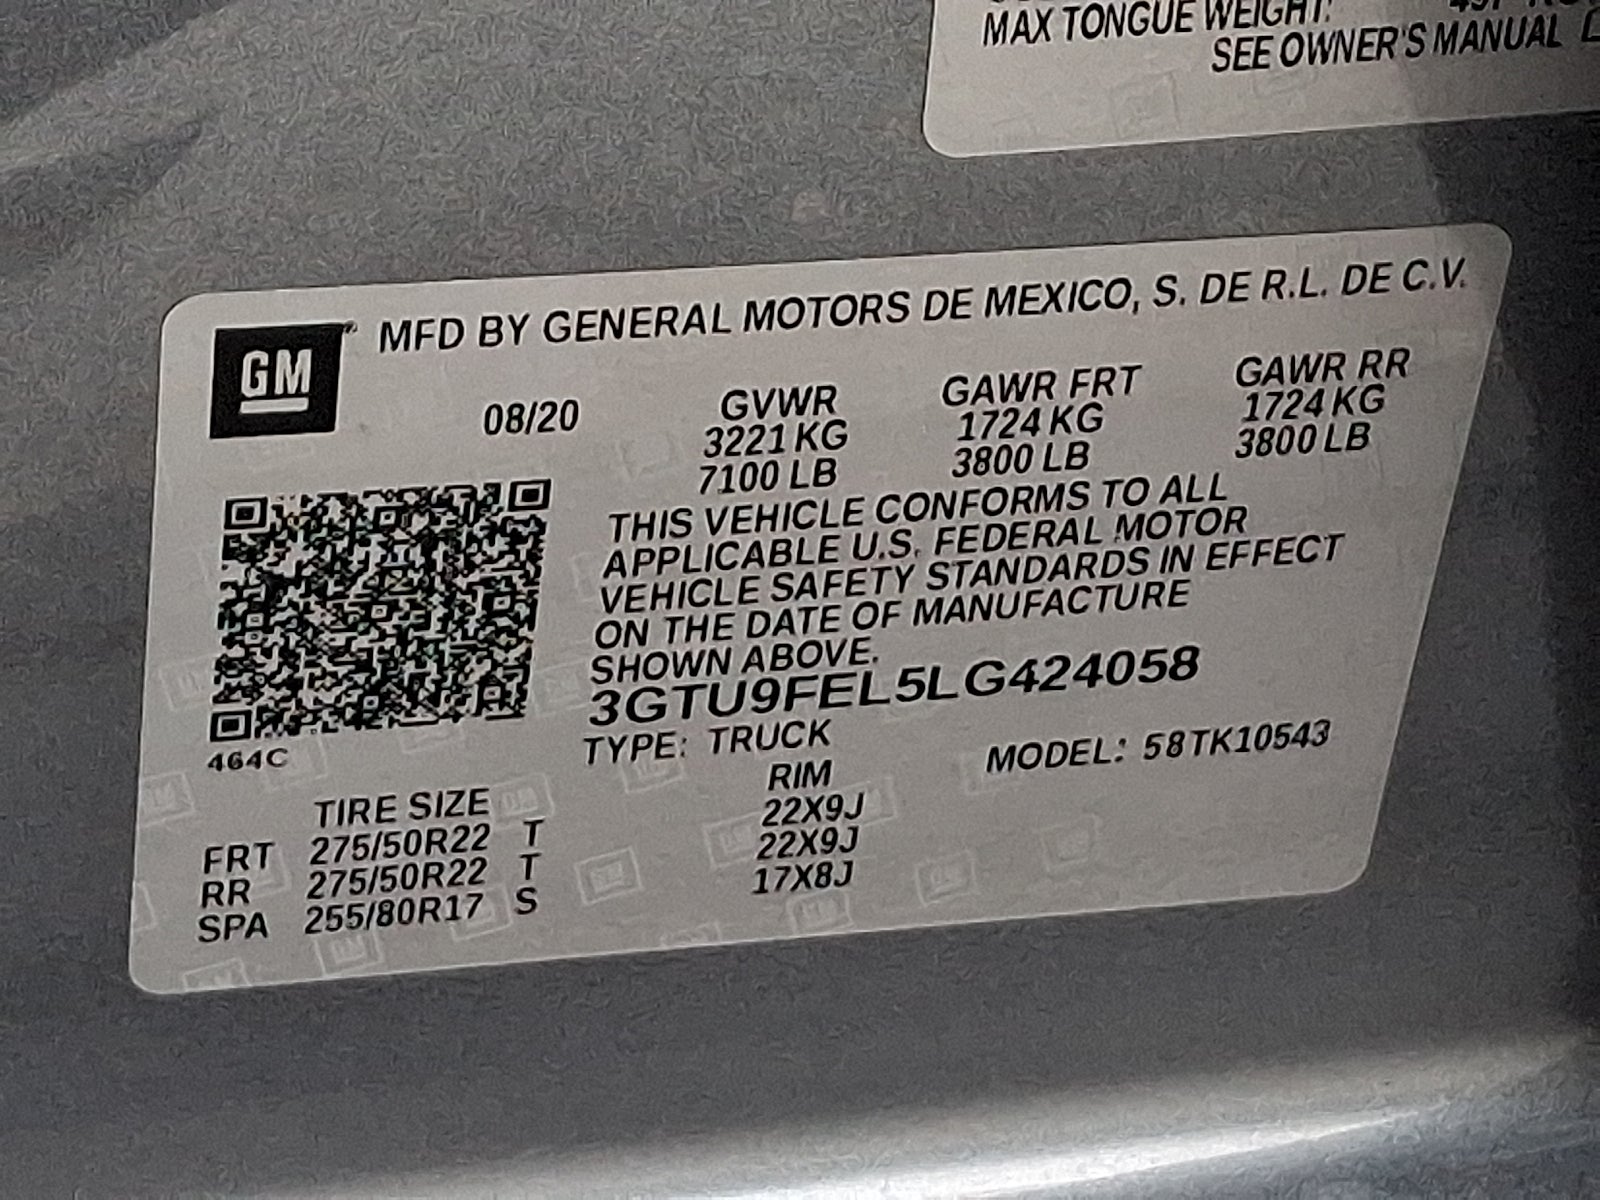 MAX TONGUE WEIGHT:
SEE OWNER'S MANUAL
GM
MFD BY GENERAL MOTORS DE MEXICO, S. DE R.L. DE C.V.
08/20 GVWR GAWR FRT GAWR RR
3221 KG 1724 KG 1724 KG
7100 LB 3800 LB 3800 LB
THIS VEHICLE CONFORMS TO ALL
APPLICABLE U.S. FEDERAL MOTOR
VEHICLE SAFETY STANDARDS IN EFFECT
ON THE DATE OF MANUFACTURE
SHOWN ABOVE.
3GTU9FEL5LG424058
464C
TYPE: TRUCK MODEL: 58TK10543
TIRE SIZE RIM
FRT 275/50R22 T 22X9J
RR 275/50R22 T 22X9J
SPA 255/80R17 S 17X8J